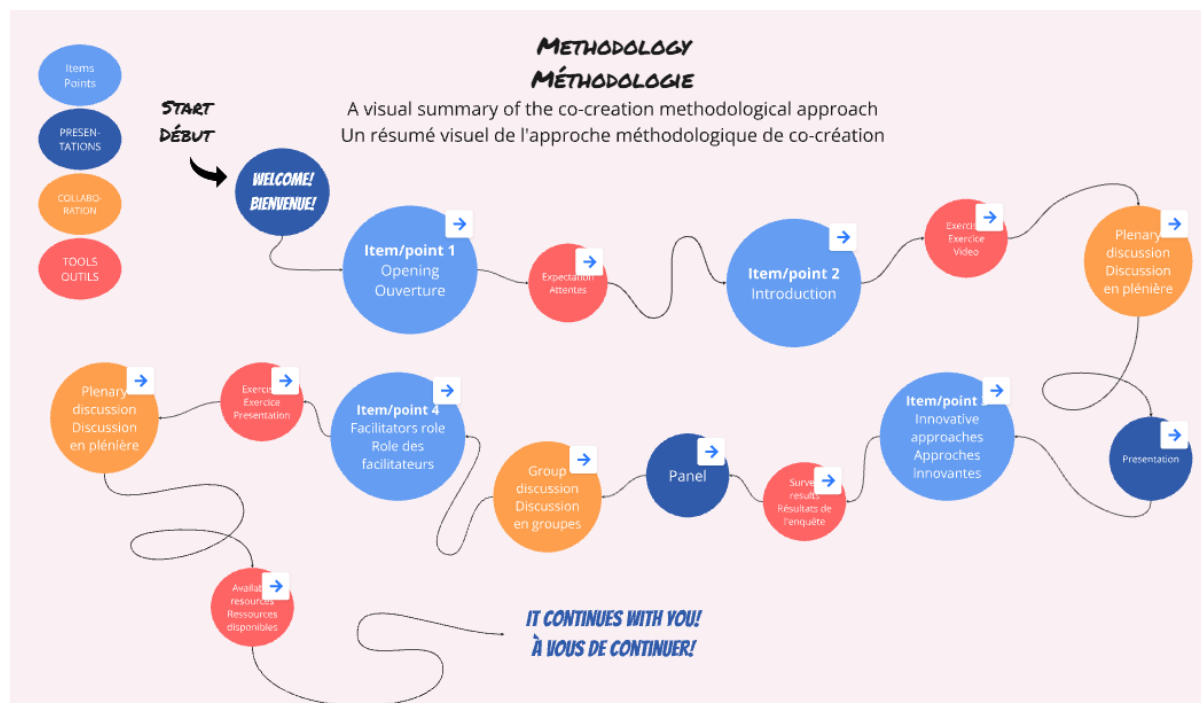 METHODOLOGY
MÉTHODOLOGIE
A visual summary of the co-creation methodological approach
Un résumé visuel de l'approche méthodologique de co-création
Items
Points
PRESEN-
TATIONS
COLLABO-
RATION
TOOLS
OUTILS
START
DÉBUT
WELCOME!
BIENVENUE!
Item/point 1
Opening
Ouverture
Expectation
Attentes
Item/point 2
Introduction
Exercice
Video
Plenary
discussion
Discussion
en plénière
Presentation
Item/point
Innovative
approaches
Approches
Innovantes
results
Résultats de
l'enquête
Panel
Group
discussion
Discussion
en groupes
Item/point 4
Facilitators role
Role des
facilitateurs
Exercice
Presentation
Plenary
discussion
Discussion
en plénière
resources
Ressources
disponibles
IT CONTINUES WITH YOU!
À VOUS DE CONTINUER!